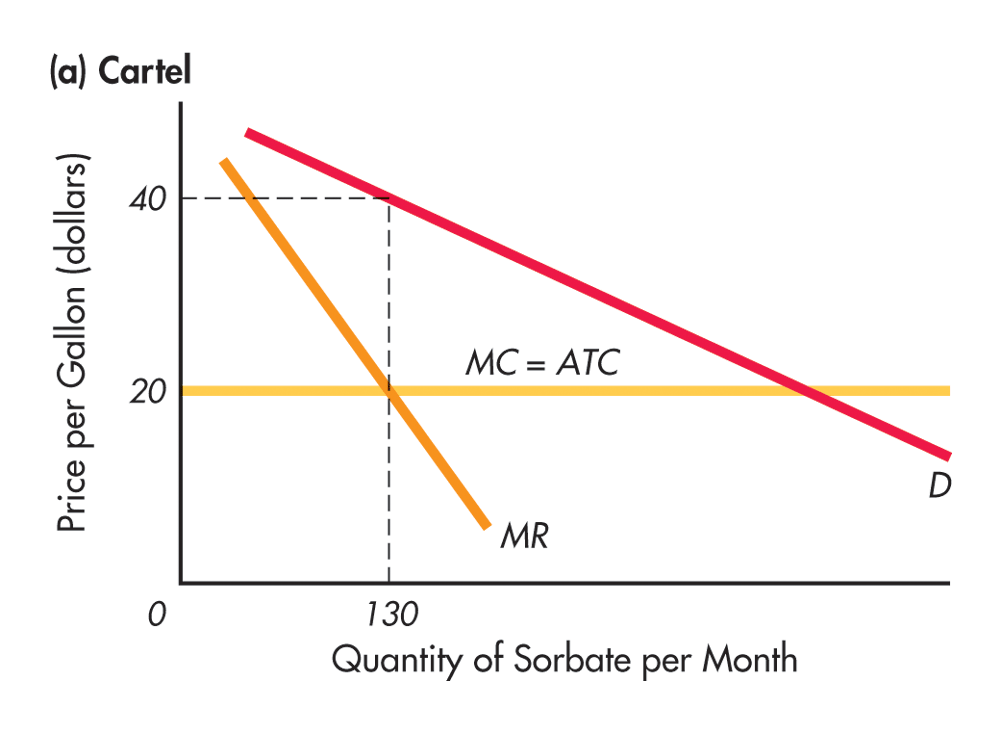 (a) Cartel
Price per Gallon (dollars)
40
MC = ATC
20
D
MR
0
130
Quantity of Sorbate per Month